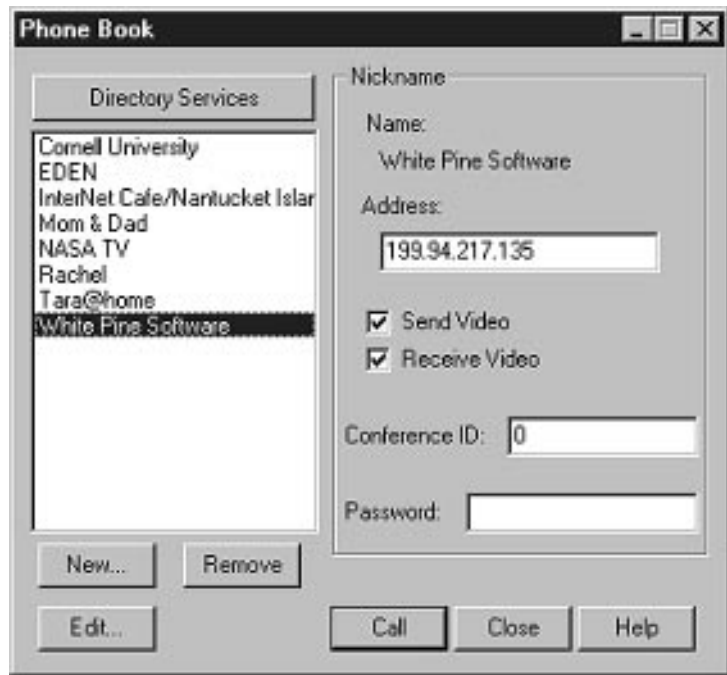 Phone Book
Directory Services
Cornell University
EDEN
InterNet Cafe/Nantucket Islar
Mom & Dad
NASA TV
Rachel
Tara@home
White Pine Software
New...
Remove
Edit...
Nickname
Name:
White Pine Software
Address:
199.94.217.135
Send Video
Receive Video
Conference ID: 0
Password:
Call
Close
Help